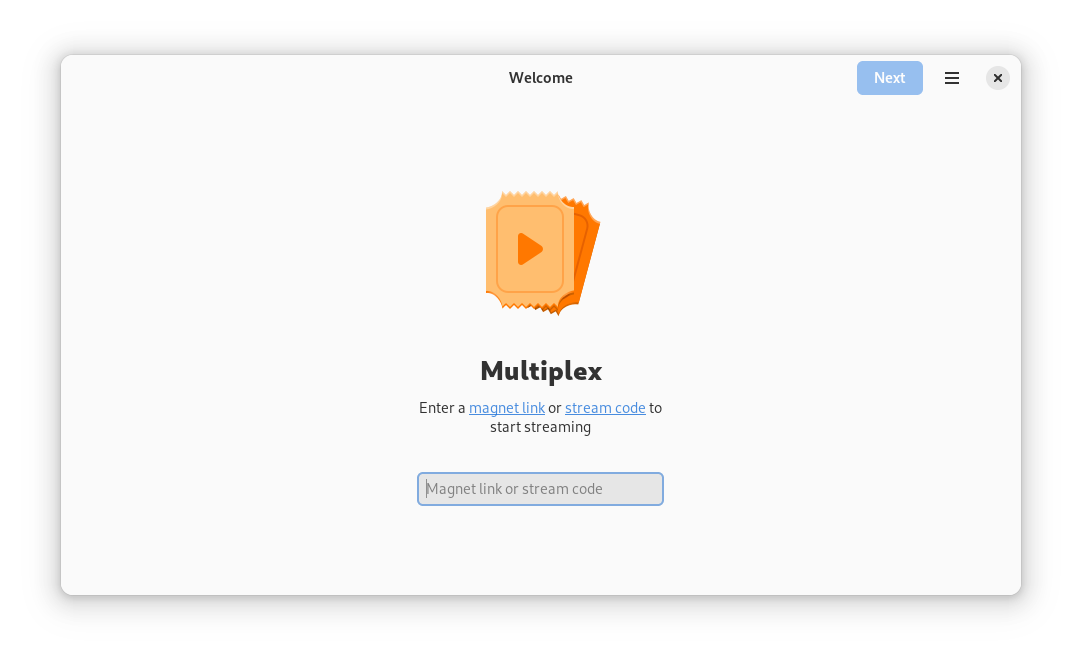 Welcome
Next
Multiplex
Enter a magnet link or stream code to
start streaming
Magnet link or stream code